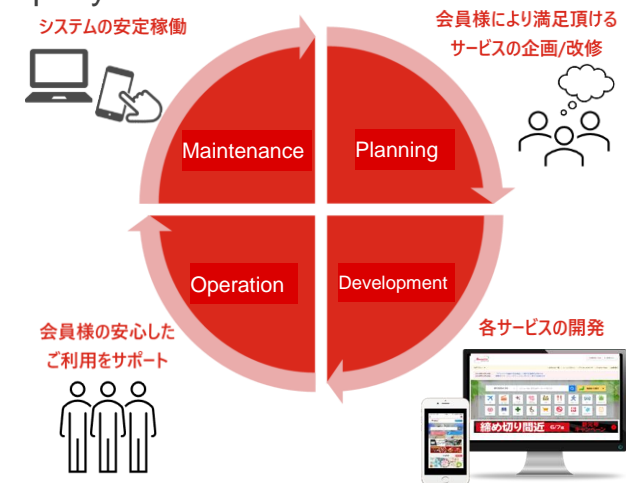 システムの安定稼働
会員様により満足頂ける
サービスの企画/改修
Maintenance
Planning
Operation
Development
会員様の安心した
ご利用をサポート
各サービスの開発
締め切り間近 6/7